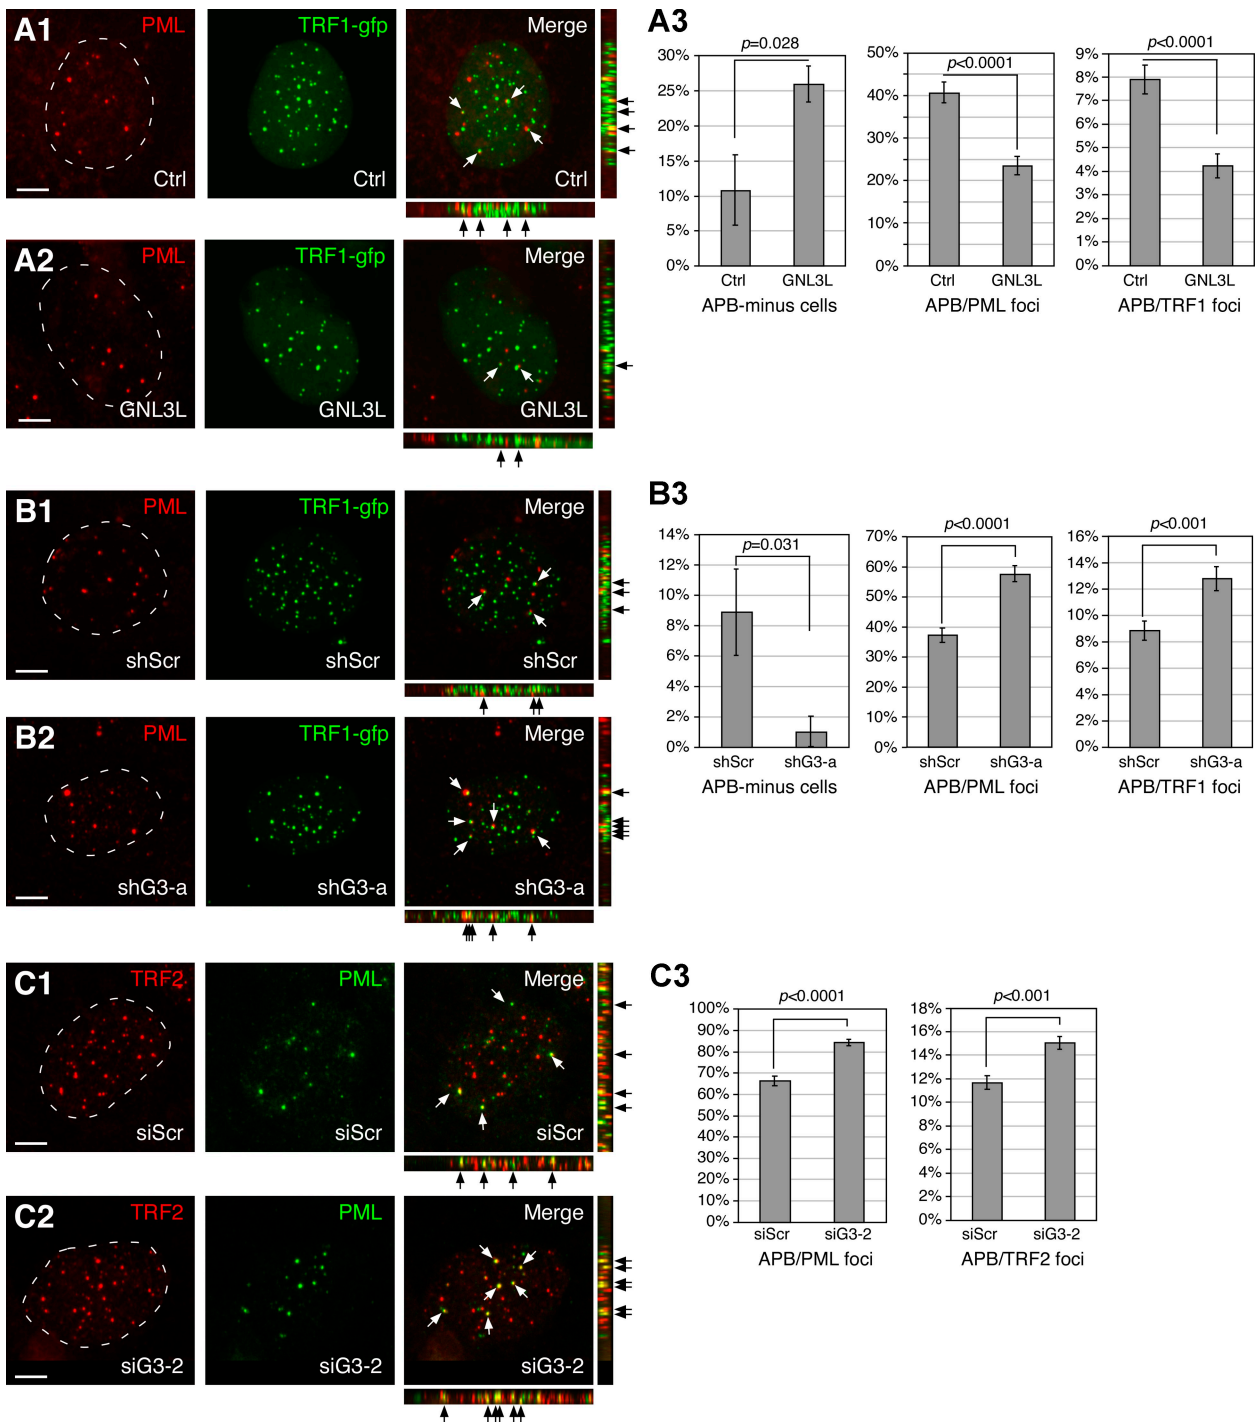 A1 PML TRF1-gfp Merge
Ctrl Ctrl Ctrl
A2 PML TRF1-gfp Merge
GNL3L GNL3L GNL3L
A3
p=0.028
30%
25%
20%
15%
10%
5%
0%
Ctrl GNL3L
APB-minus cells
p<0.0001
50%
40%
30%
20%
10%
0%
Ctrl GNL3L
APB/PML foci
p<0.0001
9%
8%
7%
6%
5%
4%
3%
2%
1%
0%
Ctrl GNL3L
APB/TRF1 foci
B1 PML TRF1-gfp Merge
shScr shScr shScr
B2 PML TRF1-gfp Merge
shG3-a shG3-a shG3-a
B3
p=0.031
14%
12%
10%
8%
6%
4%
2%
0%
shScr shG3-a
APB-minus cells
p<0.0001
70%
60%
50%
40%
30%
20%
10%
0%
shScr shG3-a
APB/PML foci
p<0.001
16%
14%
12%
10%
8%
6%
4%
2%
0%
shScr shG3-a
APB/TRF1 foci
C1 TRF2 PML Merge
siScr siScr siScr
C2 TRF2 PML Merge
siG3-2 siG3-2 siG3-2
C3
p<0.0001
100%
90%
80%
70%
60%
50%
40%
30%
20%
10%
0%
siScr siG3-2
APB/PML foci
p<0.001
18%
16%
14%
12%
10%
8%
6%
4%
2%
0%
siScr siG3-2
APB/TRF2 foci